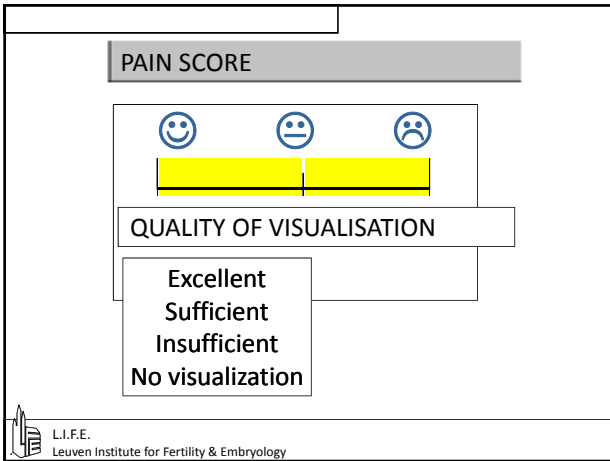 PAIN SCORE
QUALITY OF VISUALISATION
Excellent
Sufficient
Insufficient
No visualization
L.I.F.E.
Leuven Institute for Fertility & Embryology